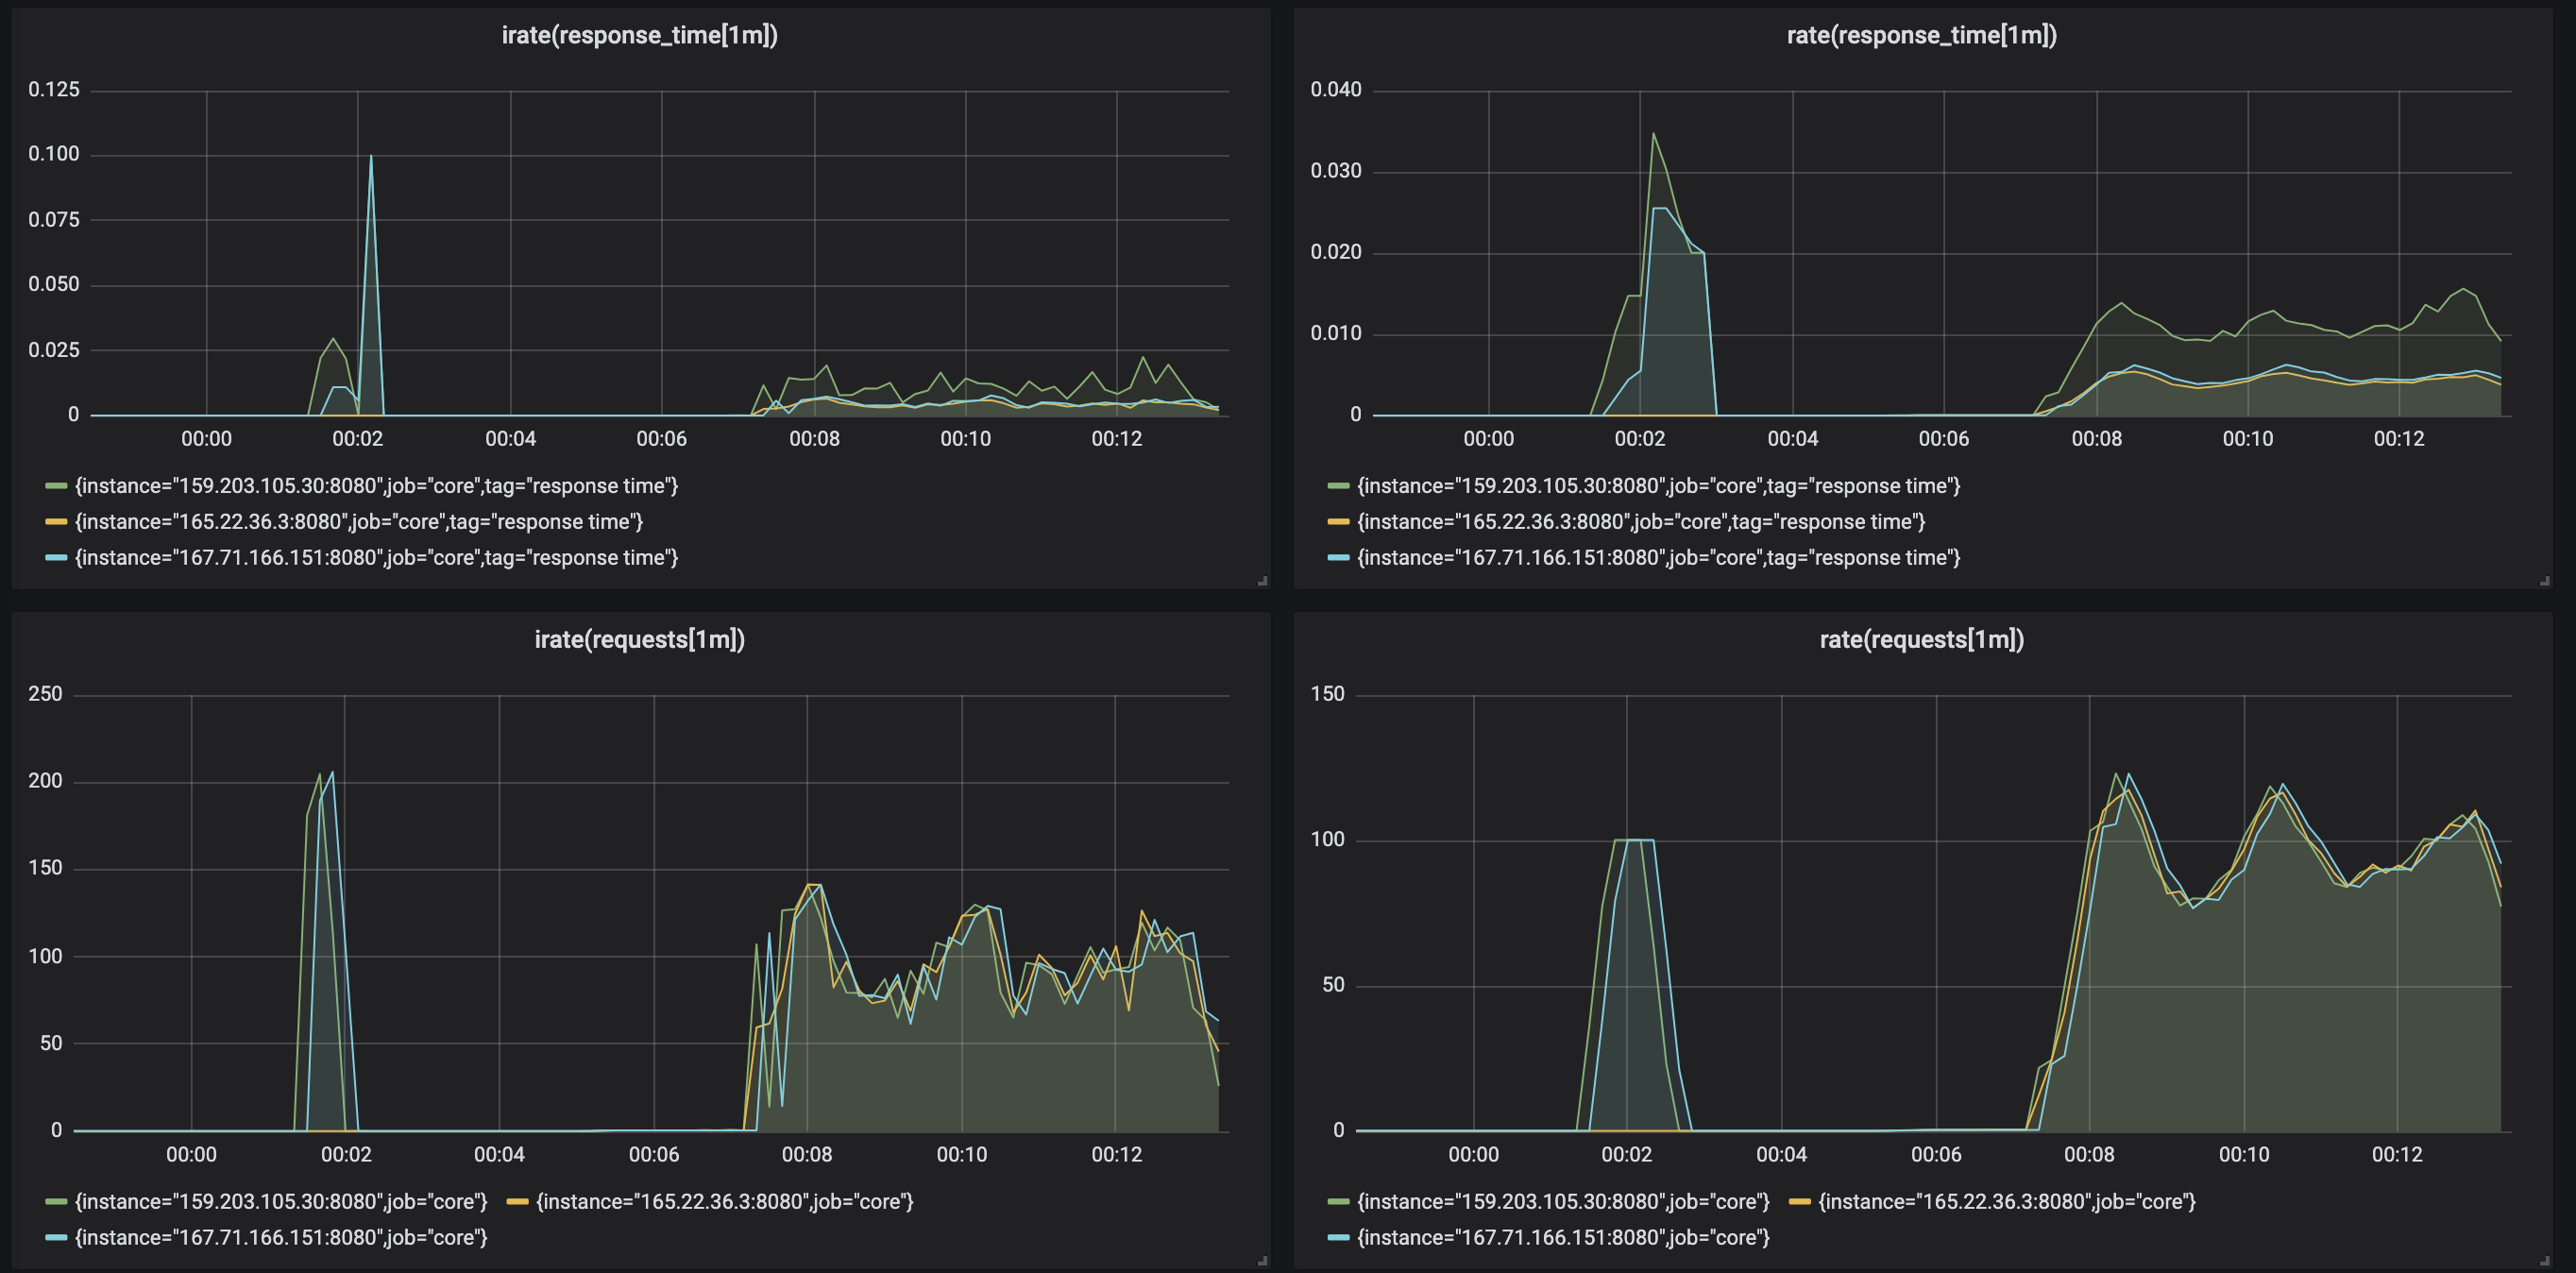 irate(response_time[1m])
0.125
0.100
0.075
0.050
0.025
0
00:00 00:02 00:04 00:06 00:08 00:10 00:12
{instance="159.203.105.30:8080",job="core",tag="response time"}
{instance="165.22.36.3:8080",job="core",tag="response time"}
{instance="167.71.166.151:8080",job="core",tag="response time"}
rate(response_time[1m])
0.040
0.030
0.020
0.010
0
00:00 00:02 00:04 00:06 00:08 00:10 00:12
{instance="159.203.105.30:8080",job="core",tag="response time"}
{instance="165.22.36.3:8080",job="core",tag="response time"}
{instance="167.71.166.151:8080",job="core",tag="response time"}
irate(requests[1m])
250
200
150
100
50
0
00:00 00:02 00:04 00:06 00:08 00:10 00:12
{instance="159.203.105.30:8080",job="core"} {instance="165.22.36.3:8080",job="core"}
{instance="167.71.166.151:8080",job="core"}
rate(requests[1m])
150
100
50
0
00:00 00:02 00:04 00:06 00:08 00:10 00:12
{instance="159.203.105.30:8080",job="core"} {instance="165.22.36.3:8080",job="core"}
{instance="167.71.166.151:8080",job="core"}